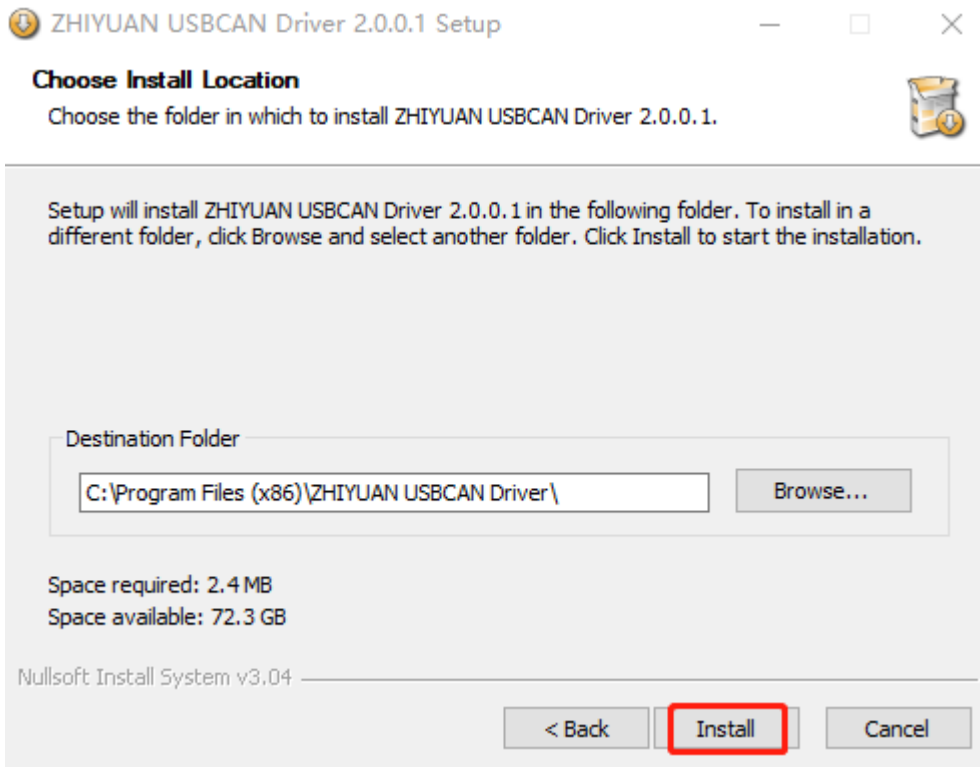 ZHIYUAN USBCAN Driver 2.0.0.1 Setup
Choose Install Location
Choose the folder in which to install ZHIYUAN USBCAN Driver 2.0.0.1.
Setup will install ZHIYUAN USBCAN Driver 2.0.0.1 in the following folder. To install in a
different folder, click Browse and select another folder. Click Install to start the installation.
Destination Folder
C:\Program Files (x86)\ZHIYUAN USBCAN Driver\
Browse...
Space required: 2.4 MB
Space available: 72.3 GB
Nullsoft Install System v3.04
< Back
Install
Cancel